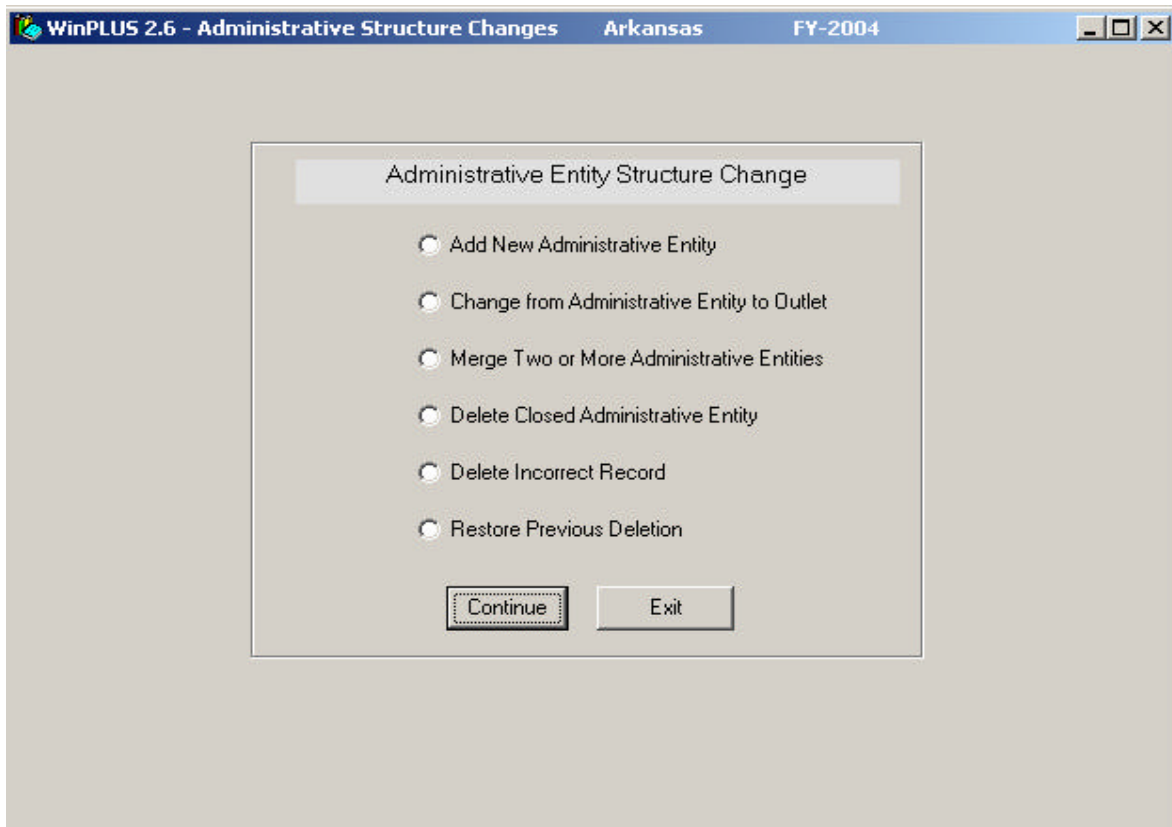 WinPLUS 2.6 - Administrative Structure Changes Arkansas FY-2004
Administrative Entity Structure Change
Add New Administrative Entity
Change from Administrative Entity to Outlet
Merge Two or More Administrative Entities
Delete Closed Administrative Entity
Delete Incorrect Record
Restore Previous Deletion
Continue Exit